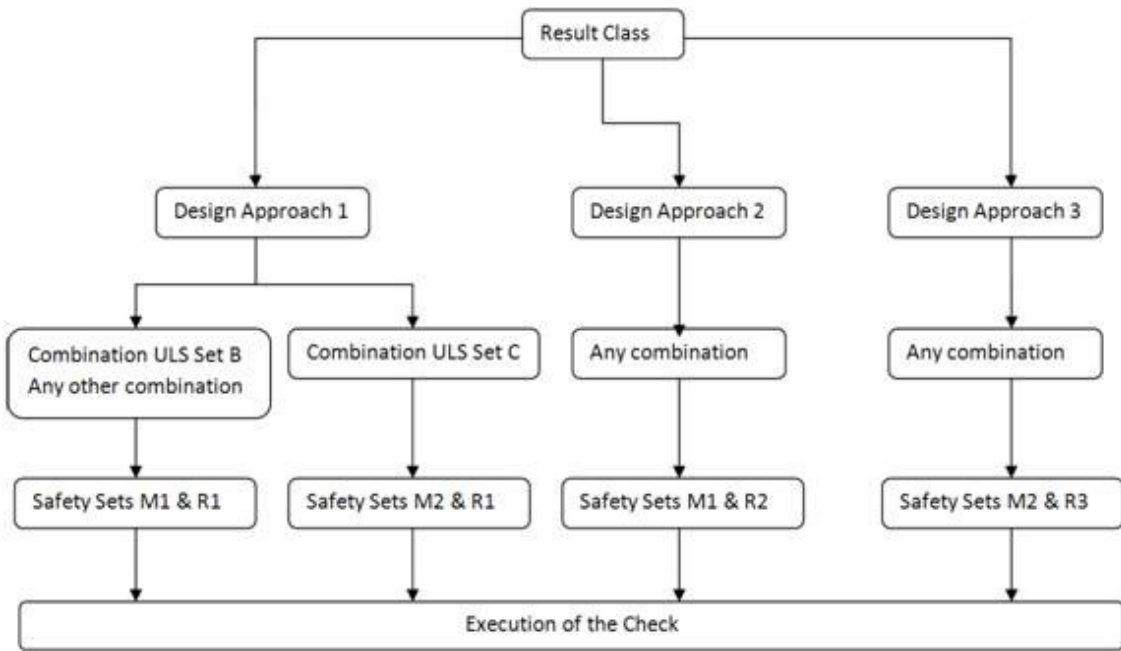 Result Class
Design Approach 1
Design Approach 2
Design Approach 3
Combination ULS Set B
Any other combination
Combination ULS Set C
Any combination
Any combination
Safety Sets M1 & R1
Safety Sets M2 & R1
Safety Sets M1 & R2
Safety Sets M2 & R3
Execution of the Check